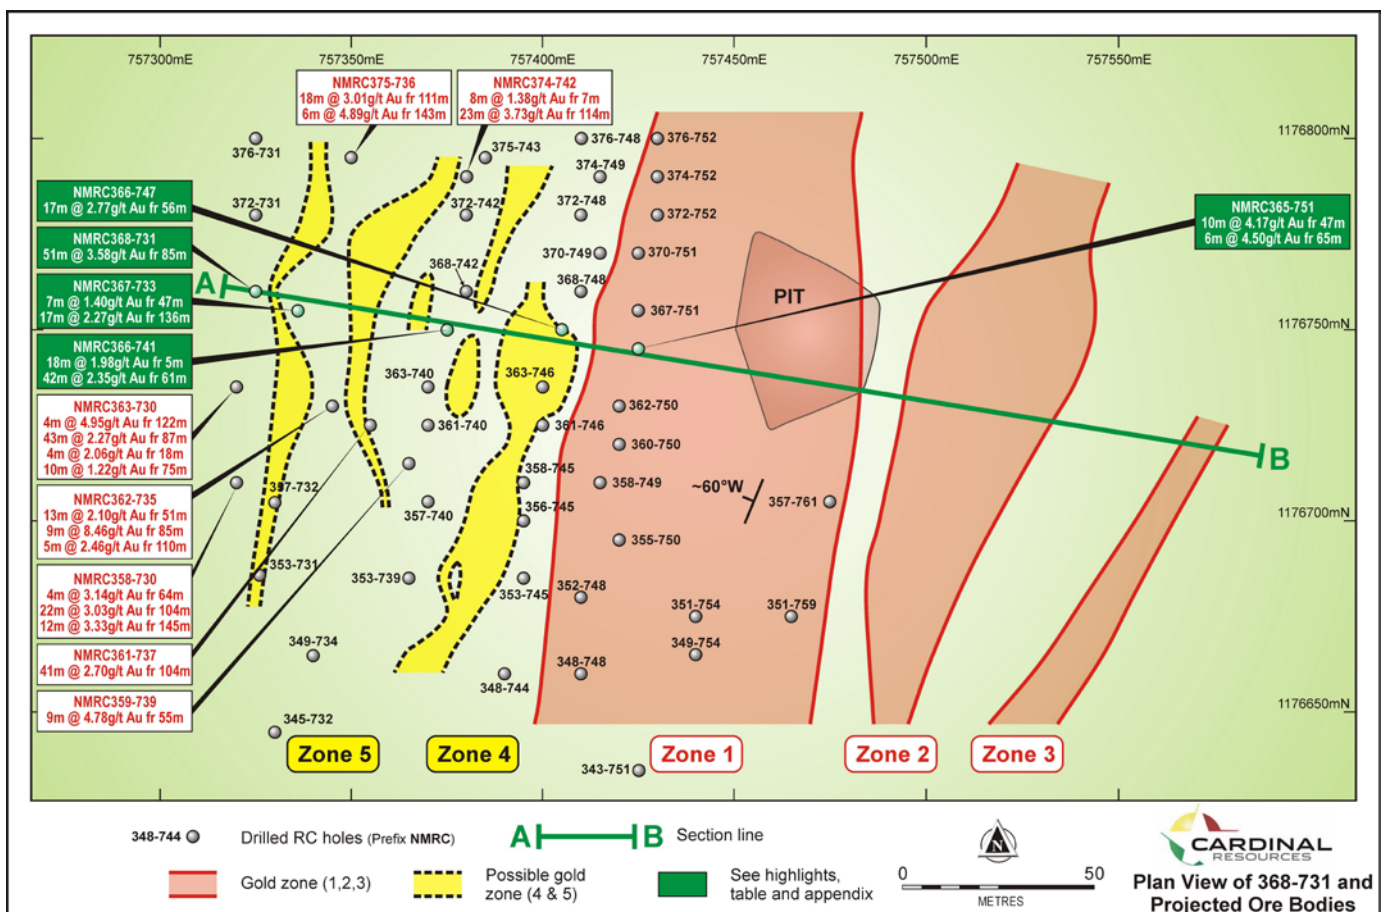 757300mE
757350mE
757400mE
757450mE
757500mE
757550mE
NMRC375-736
18m @ 3.01g/t Au fr 111m
6m @ 4.89g/t Au fr 143m
NMRC374-742
8m @ 1.38g/t Au fr 7m
23m @ 3.73g/t Au fr 114m
1176800mN
376-731
375-743
376-748
376-752
374-749
374-752
NMRC366-747
17m @ 2.77g/t Au fr 56m
372-731
372-742
372-748
372-752
NMRC365-751
10m @ 4.17g/t Au fr 47m
6m @ 4.50g/t Au fr 65m
NMRC368-731
51m @ 3.58g/t Au fr 85m
370-749
370-751
368-742
368-748
A
NMRC367-733
7m @ 1.40g/t Au fr 47m
17m @ 2.27g/t Au fr 136m
PIT
367-751
1176750mN
NMRC366-741
18m @ 1.98g/t Au fr 5m
42m @ 2.35g/t Au fr 61m
363-740
363-746
NMRC363-730
4m @ 4.95g/t Au fr 122m
43m @ 2.27g/t Au fr 87m
4m @ 2.06g/t Au fr 18m
10m @ 1.22g/t Au fr 75m
362-750
361-740
361-746
360-750
B
358-745
358-749
~60°W
357-761
357-732
357-740
356-745
1176700mN
NMRC362-735
13m @ 2.10g/t Au fr 51m
9m @ 8.46g/t Au fr 85m
5m @ 2.46g/t Au fr 110m
355-750
353-731
353-739
353-745
352-748
NMRC358-730
4m @ 3.14g/t Au fr 64m
22m @ 3.03g/t Au fr 104m
12m @ 3.33g/t Au fr 145m
351-754
351-759
349-734
349-754
NMRC361-737
41m @ 2.70g/t Au fr 104m
348-744
348-748
NMRC359-739
9m @ 4.78g/t Au fr 55m
1176650mN
345-732
Zone 5
Zone 4
Zone 1
Zone 2
Zone 3
343-751
348-744
Drilled RC holes (Prefix NMRC)
A
B
Section line
N
CARDINAL
RESOURCES
Gold zone (1,2,3)
Possible gold
zone (4 & 5)
See highlights,
table and appendix
0
50
METRES
Plan View of 368-731 and
Projected Ore Bodies